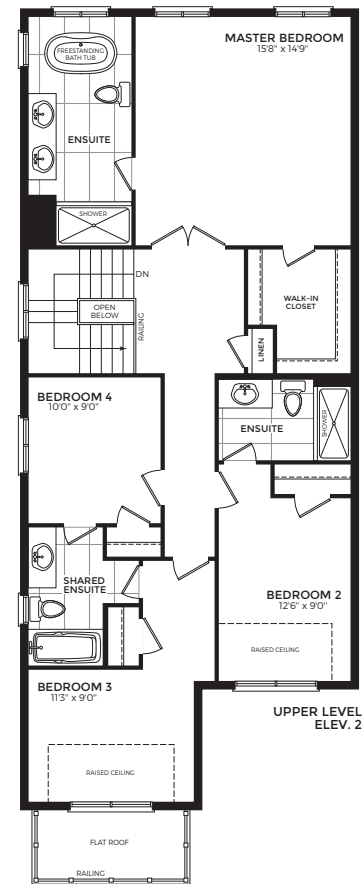 FREESTANDING
BATH TUB
MASTER BEDROOM
15'8" x 14'9"
ENSUITE
SHOWER
DN
OPEN
BELOW
RAILING
WALK-IN
CLOSET
LINEN
BEDROOM 4
10'0" x 9'0"
ENSUITE
SHOWER
SHARED
ENSUITE
BEDROOM 2
12'6" x 9'0"
RAISED CEILING
BEDROOM 3
11'3" x 9'0"
UPPER LEVEL
ELEV. 2
RAISED CEILING
FLAT ROOF
RAILING